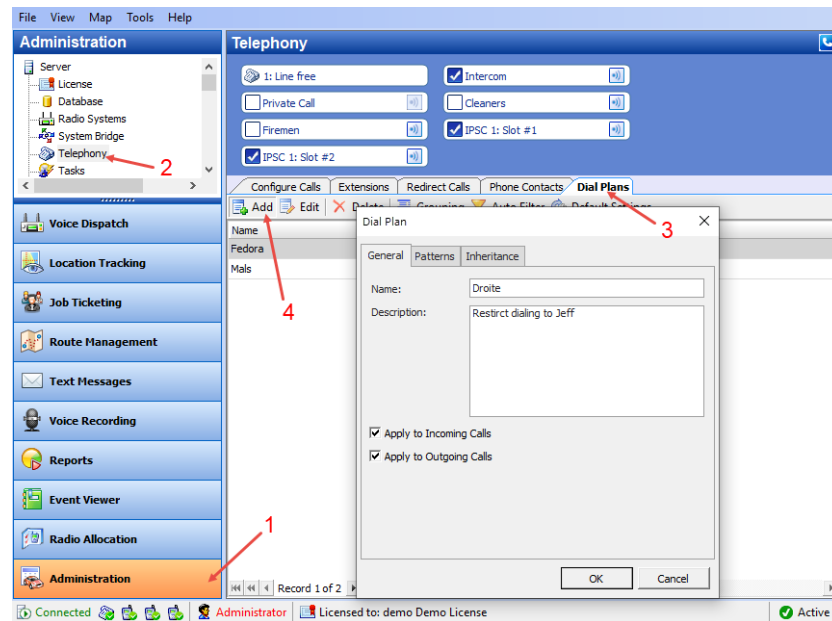 File View Map Tools Help
Administration
Server
License
Database
Radio Systems
System Bridge
Telephony
Tasks
2
Voice Dispatch
Location Tracking
Job Ticketing
Route Management
Text Messages
Voice Recording
Reports
Event Viewer
Radio Allocation
Administration
1
Telephony
1: Line free
Intercom
Private Call
Cleaners
Firemen
IPSC 1: Slot #1
IPSC 1: Slot #2
Configure Calls Extensions Redirect Calls Phone Contacts Dial Plans
Add Edit Delete Grouping Auto Filter Default Settings
3
4
Name
Fedora
Mals
Dial Plan
General Patterns Inheritance
Name: Droite
Description: Restirct dialing to Jeff
Apply to Incoming Calls
Apply to Outgoing Calls
OK Cancel
Record 1 of 2
Connected Administrator Licensed to: demo Demo License Active